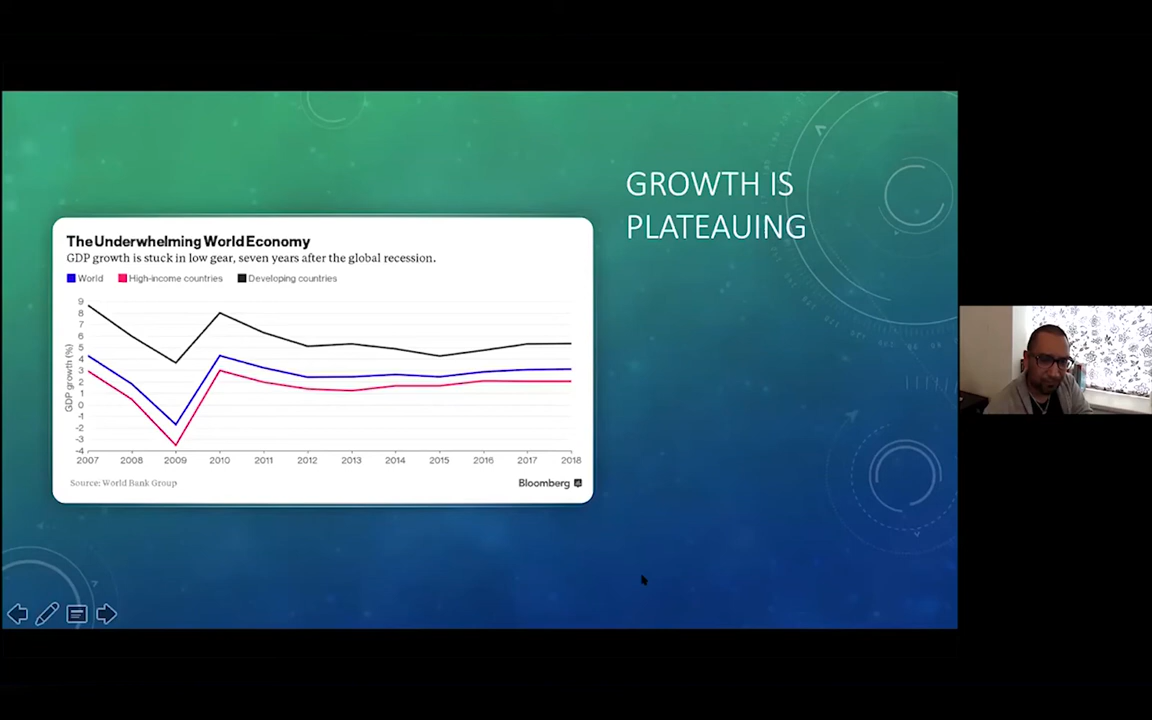 GROWTH IS
PLATEAUING
The Underwhelming World Economy
GDP growth is stuck in low gear, seven years after the global recession.
World High-income countries Developing countries
GDP growth (%)
9
8
7
6
5
4
3
2
1
0
-1
-2
-3
-4
2007 2008 2009 2010 2011 2012 2013 2014 2015 2016 2017 2018
Source: World Bank Group
Bloomberg